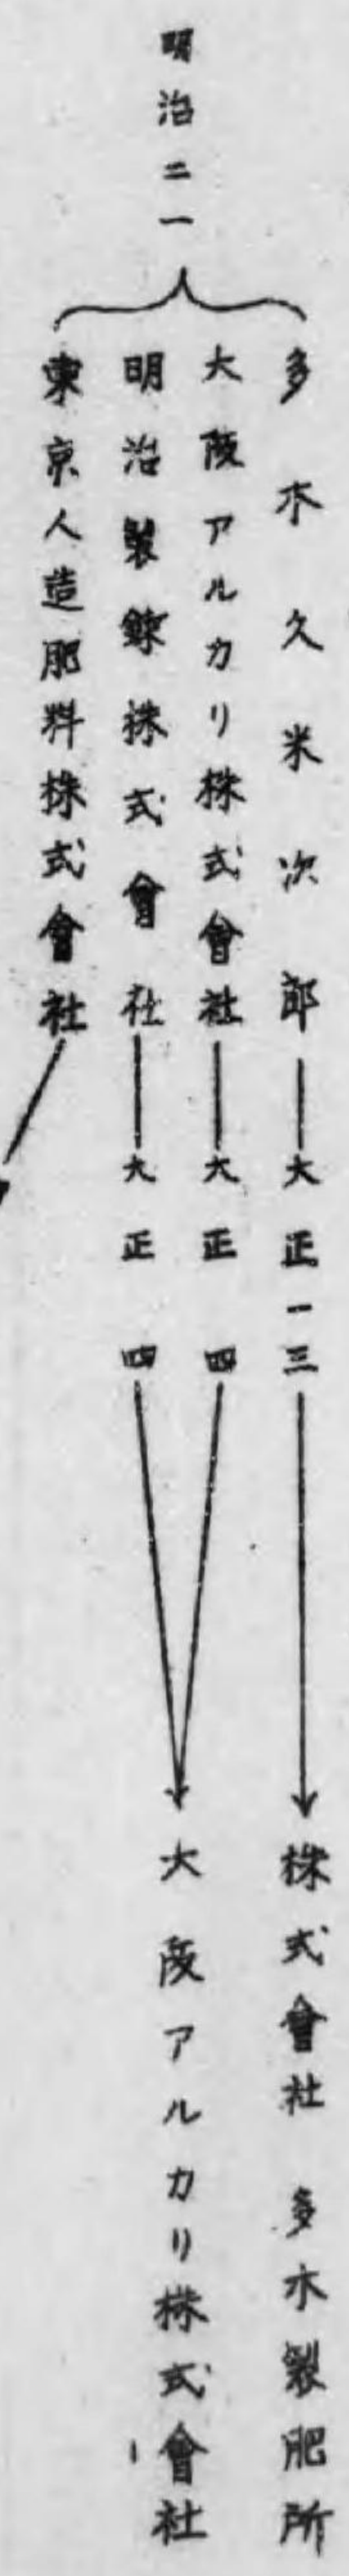 明治二一
多木久米次郎
大正一三
株式會社 多木製肥所
大阪アルカリ株式會社
大正四
明治製錬株式會社
大正四
大阪アルカリ株式會社
東京人造肥料株式會社